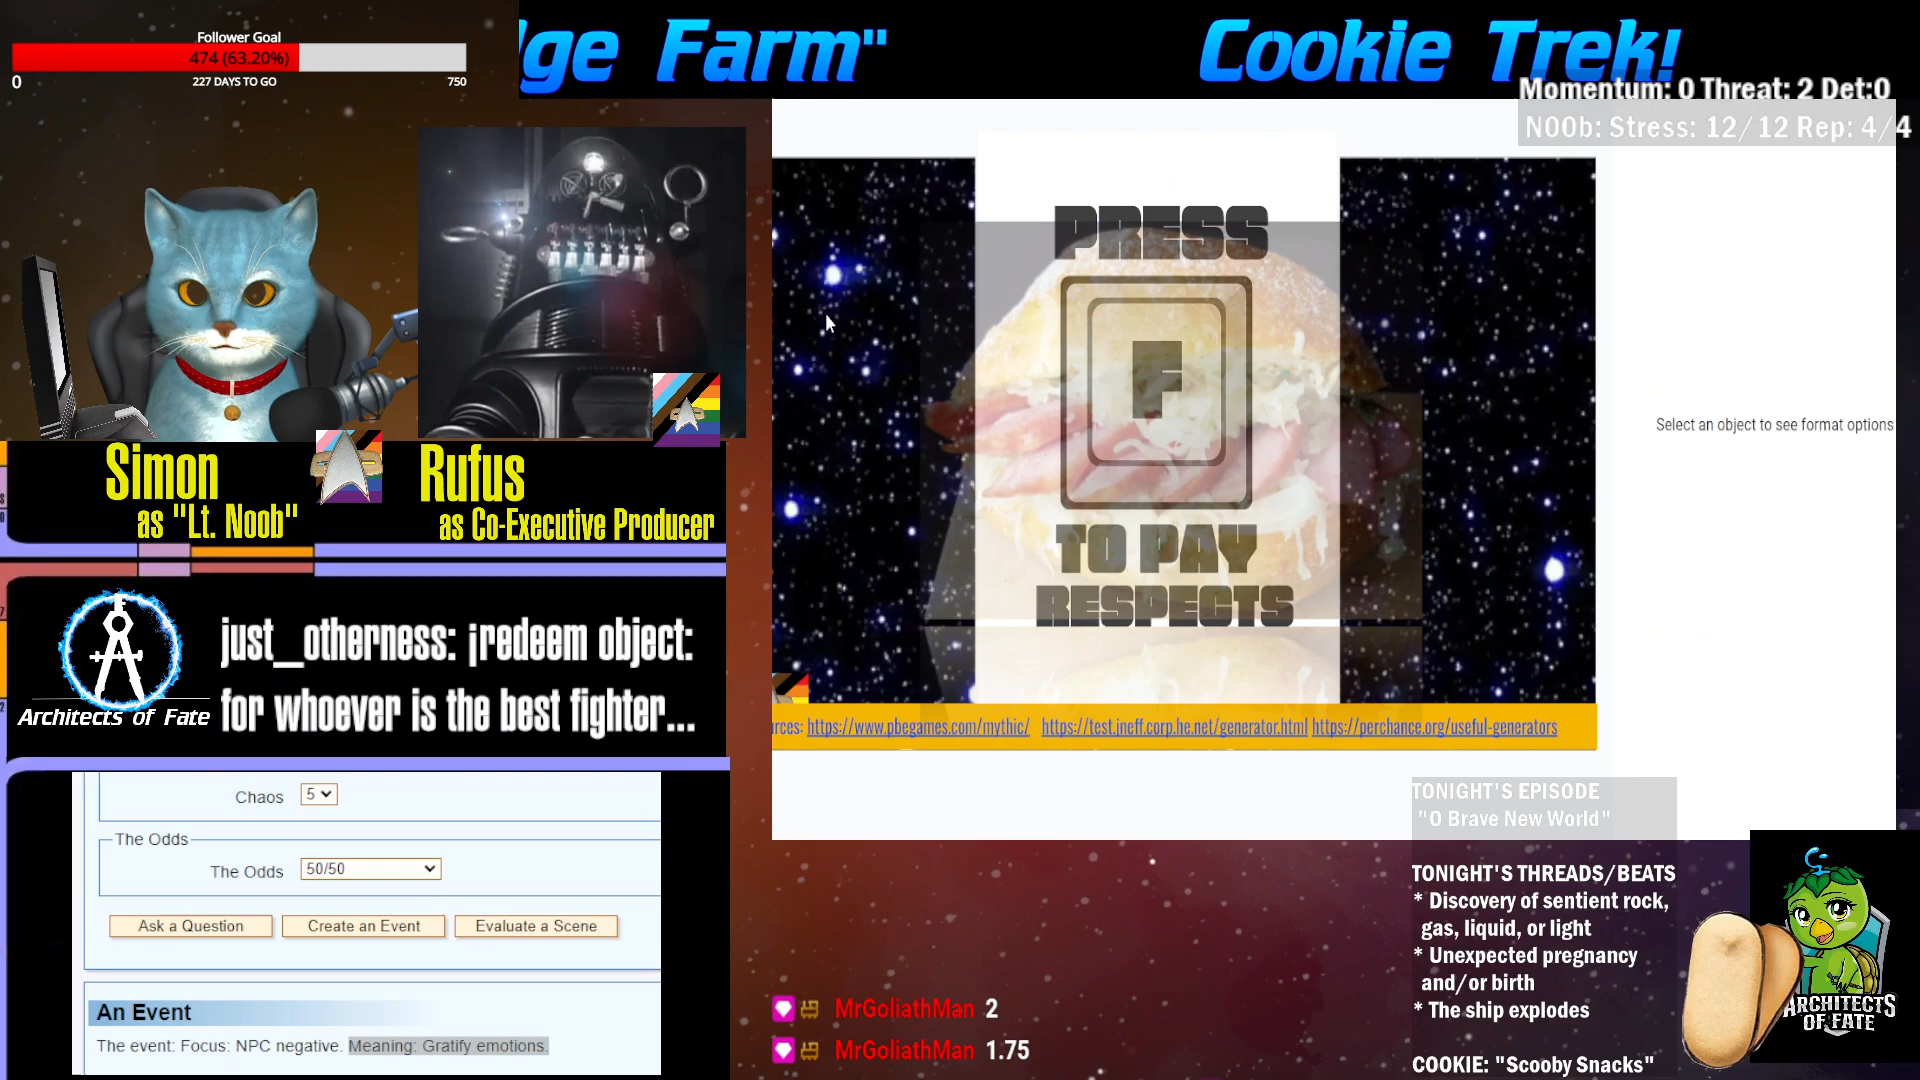 Follower Goal
474 (63.20%)
0
227 DAYS TO GO
750
lge Farm"
Cookie Trek!
Momentum: 0 Threat: 2 Det:0
N00b: Stress: 12/12 Rep: 4/4
PRESS
F
TO PAY
RESPECTS
Select an object to see format options
Simon
as "Lt. Noob"
Rufus
as Co-Executive Producer
Architects of Fate
just__otherness: ¡redeem object:
for whoever is the best fighter...
urces: https://www.pbegames.com/mythic/ https://test.jneff.corp.he.net/generator.html https://perchance.org/useful-generators
Chaos 5
The Odds
The Odds 50/50
Ask a Question
Create an Event
Evaluate a Scene
An Event
The event: Focus: NPC negative. Meaning: Gratify emotions.
MrGoliathMan 2
MrGoliathMan 1.75
TONIGHT'S EPISODE
"O Brave New World"
TONIGHT'S THREADS/BEATS
* Discovery of sentient rock,
gas, liquid, or light
* Unexpected pregnancy
and/or birth
* The ship explodes
COOKIE: "Scooby Snacks"
ARCHITECTS
OF FATE